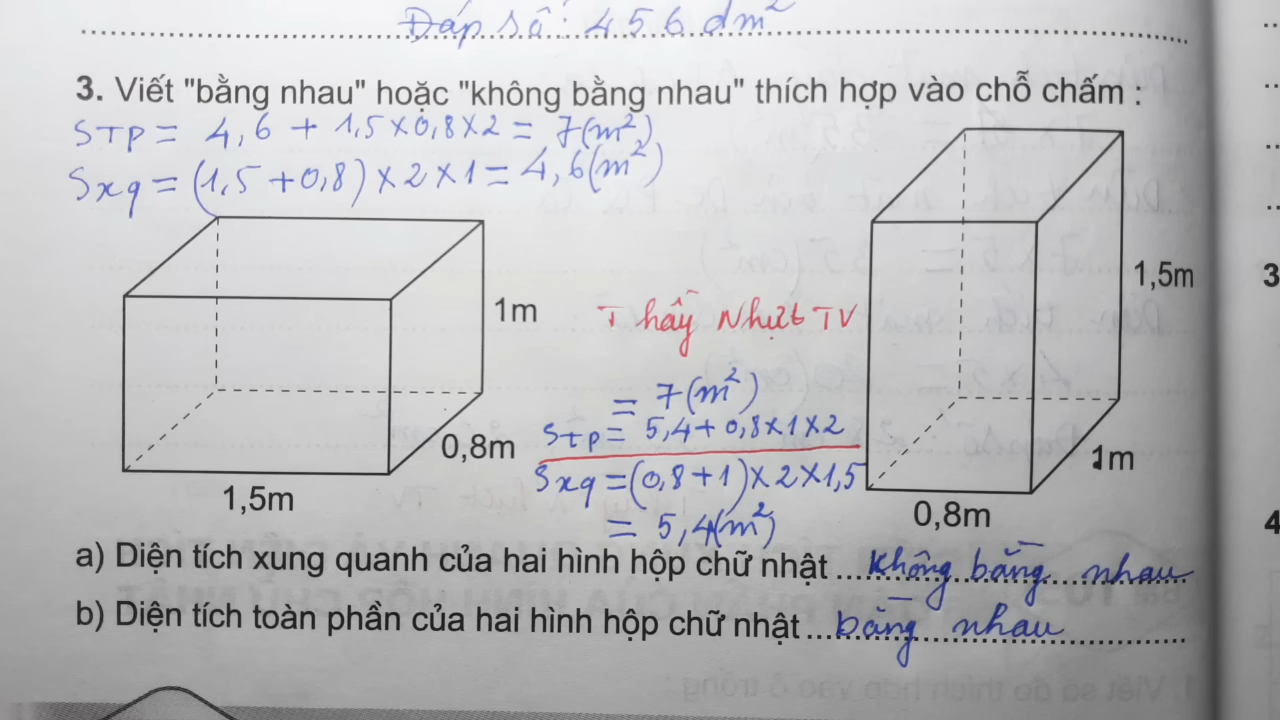 Đáp số : 456 dm²
3. Viết "bằng nhau" hoặc "không bằng nhau" thích hợp vào chỗ chấm :
STP = 4,6 + 1,5 × 0,8 × 2 = 7(m²)
Sxq = (1,5 + 0,8) × 2 × 1 = 4,6(m²)
1m
0,8m
1,5m
Thầy Nhựt TV
= 7(m²)
Stp = 5,4 + 0,8 × 1 × 2
Sxq = (0,8 + 1) × 2 × 1,5
= 5,4(m²)
1,5m
1m
0,8m
a) Diện tích xung quanh của hai hình hộp chữ nhật ... không bằng nhau
b) Diện tích toàn phần của hai hình hộp chữ nhật ... bằng nhau
3
4